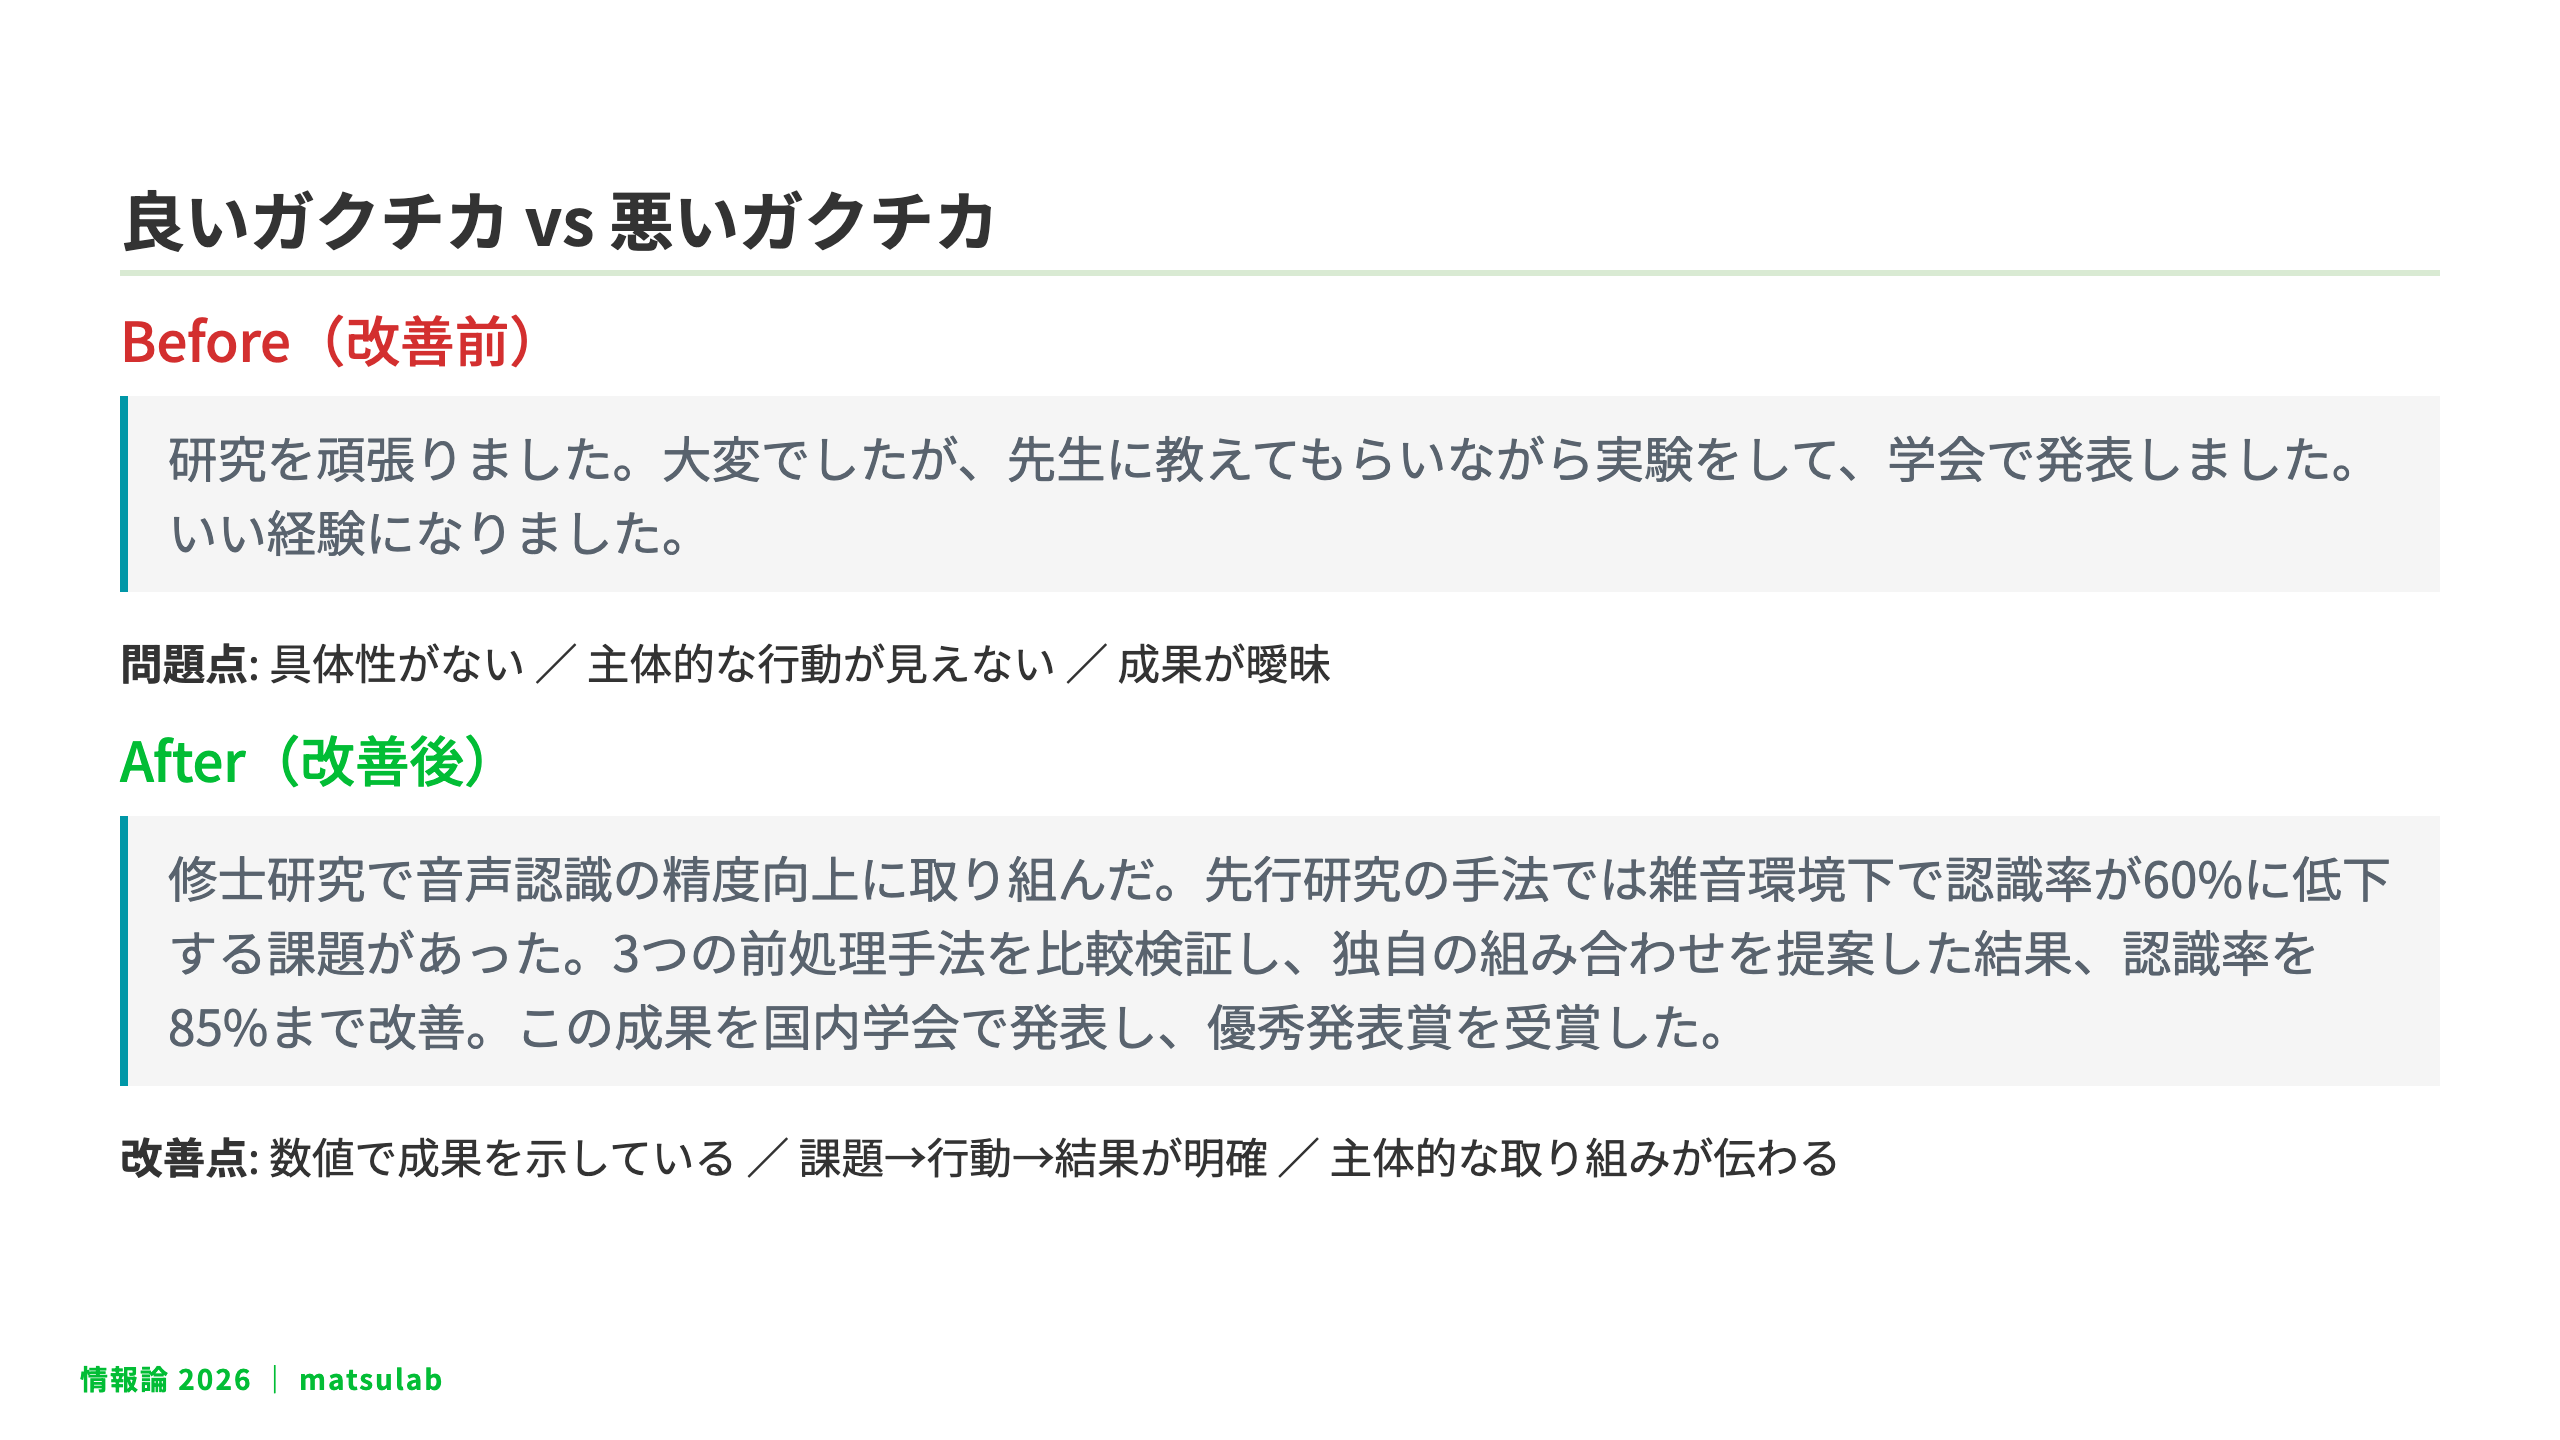 良いガクチカ vs 悪いガクチカ
Before（改善前）
研究を頑張りました。大変でしたが、先生に教えてもらいながら実験をして、学会で発表しました。
いい経験になりました。
問題点: 具体性がない ／ 主体的な行動が見えない ／ 成果が曖昧
After（改善後）
修士研究で音声認識の精度向上に取り組んだ。先行研究の手法では雑音環境下で認識率が60%に低下
する課題があった。3つの前処理手法を比較検証し、独自の組み合わせを提案した結果、認識率を
85%まで改善。この成果を国内学会で発表し、優秀発表賞を受賞した。
改善点: 数値で成果を示している ／ 課題→行動→結果が明確 ／ 主体的な取り組みが伝わる
情報論 2026 ｜ matsulab